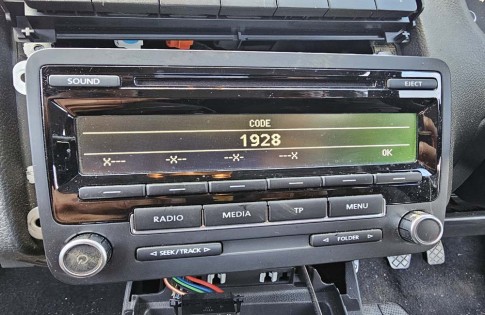 SOUND
EJECT
CODE
1928
X--- -X-- --X- ---X OK
RADIO MEDIA TP MENU
SEEK/TRACK FOLDER